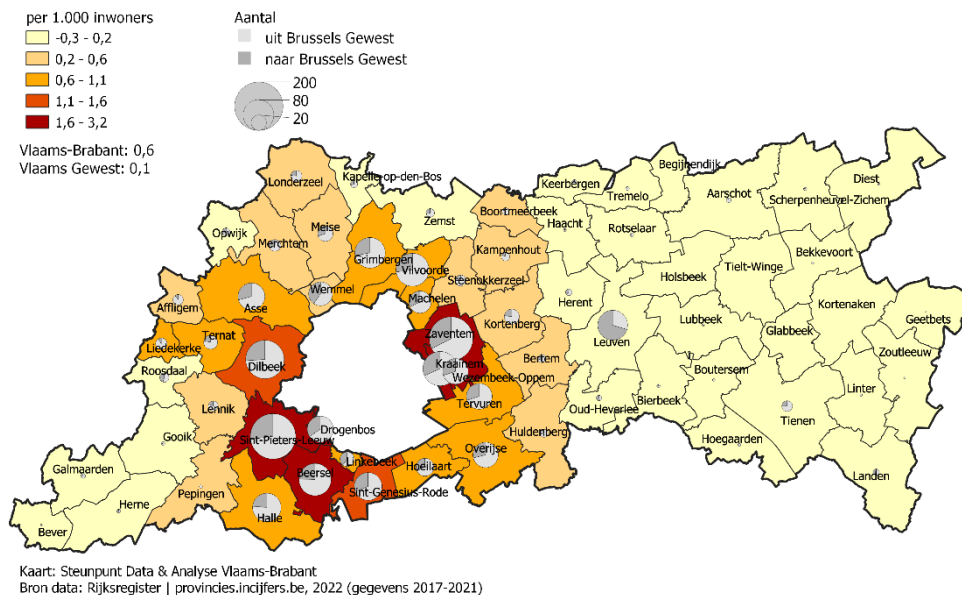 per 1.000 inwoners
-0,3 - 0,2
0,2 - 0,6
0,6 - 1,1
1,1 - 1,6
1,6 - 3,2
Vlaams-Brabant: 0,6
Vlaams Gewest: 0,1
Aantal
uit Brussels Gewest
naar Brussels Gewest
200
80
20
Londerzeel
Kapelle-op-den-Bos
Zemst
Opwijk
Merchtem
Meise
Grimbergen
Vilvoorde
Boortmeerbeek
Kampenhout
Steenokkerzeel
Keerbergen
Haacht
Tremelo
Begijnendijk
Rotselaar
Aarschot
Scherpenheuvel-Zichem
Diest
Bekkevoort
Tielt-Winge
Holsbeek
Kortenaken
Geetbets
Affligem
Asse
Wemmel
Machelen
Zaventem
Kortenberg
Herent
Leuven
Lubbeek
Glabbeek
Zoutleeuw
Liedekerke
Ternat
Dilbeek
Roosdaal
Kraainem
Wezembeek-Oppem
Bertem
Boutersem
Linter
Tervuren
Oud-Heverlee
Bierbeek
Tienen
Lennik
Gooik
Sint-Pieters-Leeuw
Drogenbos
Linkebeek
Hoeilaart
Overijse
Huldenberg
Hoegaarden
Landen
Galmaarden
Herne
Pepingen
Beersel
Sint-Genesius-Rode
Halle
Bever
Kaart: Steunpunt Data & Analyse Vlaams-Brabant
Bron data: Rijksregister | provincies.incijfers.be, 2022 (gegevens 2017-2021)